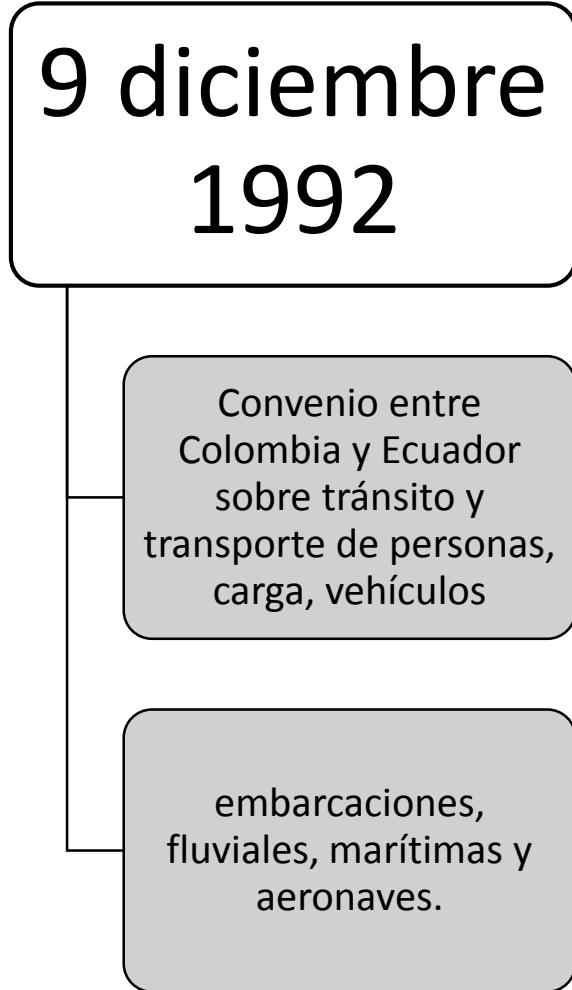 9 diciembre
1992
Convenio entre
Colombia y Ecuador
sobre tránsito y
transporte de personas,
carga, vehículos
embarcaciones,
fluviales, marítimas y
aeronaves.